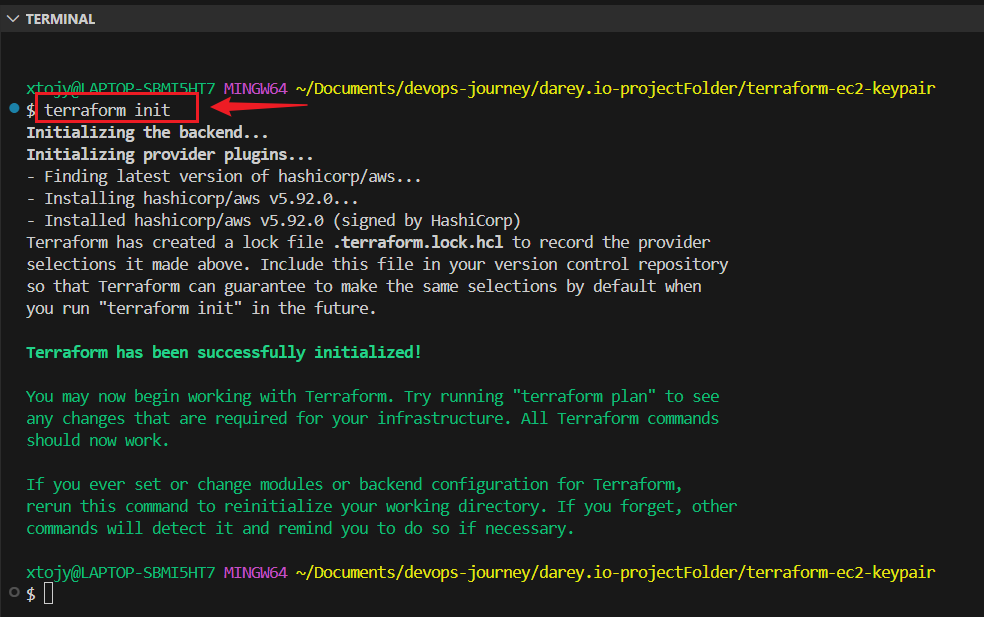 TERMINAL
xtojy@LAPTOP-SBMI5HT7 MINGW64 ~/Documents/devops-journey/darey.io-projectFolder/terraform-ec2-keypair
$ terraform init
Initializing the backend...
Initializing provider plugins...
- Finding latest version of hashicorp/aws...
- Installing hashicorp/aws v5.92.0...
- Installed hashicorp/aws v5.92.0 (signed by HashiCorp)
Terraform has created a lock file .terraform.lock.hcl to record the provider
selections it made above. Include this file in your version control repository
so that Terraform can guarantee to make the same selections by default when
you run "terraform init" in the future.
Terraform has been successfully initialized!
You may now begin working with Terraform. Try running "terraform plan" to see
any changes that are required for your infrastructure. All Terraform commands
should now work.
If you ever set or change modules or backend configuration for Terraform,
rerun this command to reinitialize your working directory. If you forget, other
commands will detect it and remind you to do so if necessary.
xtojy@LAPTOP-SBMI5HT7 MINGW64 ~/Documents/devops-journey/darey.io-projectFolder/terraform-ec2-keypair
$